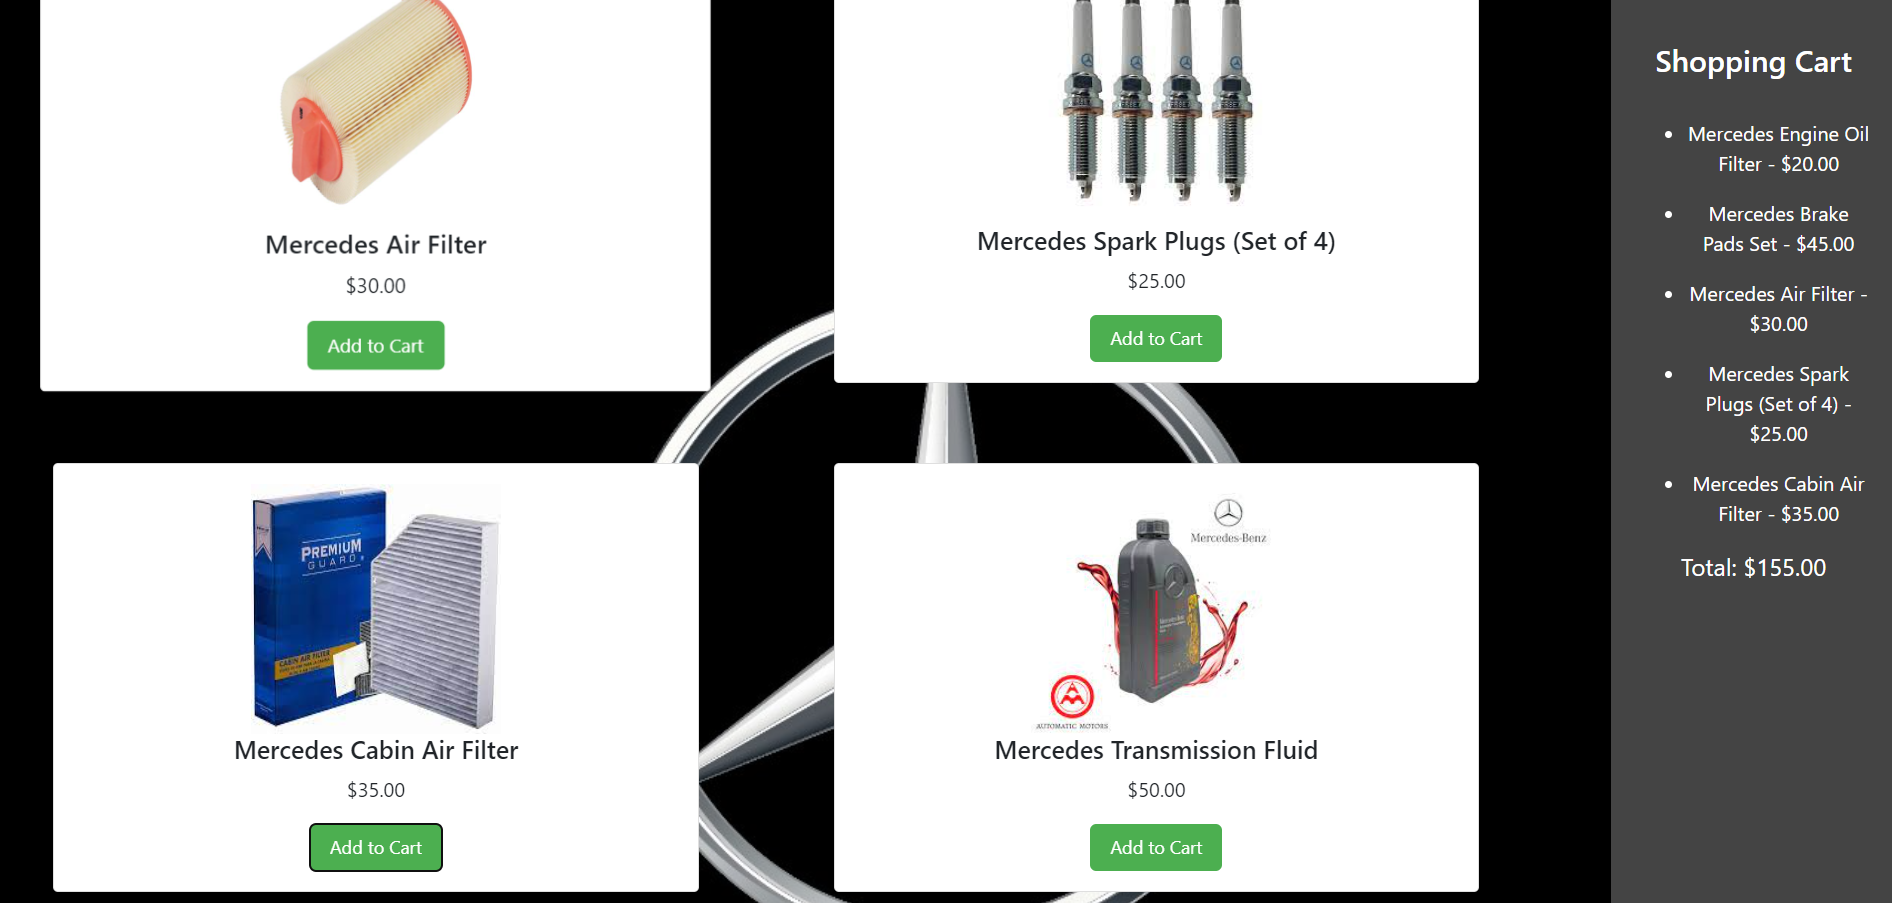 Mercedes Air Filter
$30.00
Add to Cart
Mercedes Spark Plugs (Set of 4)
$25.00
Add to Cart
PREMIUM
GUARD
CABIN AIR FILTER
Mercedes Cabin Air Filter
$35.00
Add to Cart
Mercedes-Benz
AUTOMATIC MOTORS
Mercedes Transmission Fluid
$50.00
Add to Cart
Shopping Cart
Mercedes Engine Oil
Filter - $20.00
Mercedes Brake
Pads Set - $45.00
Mercedes Air Filter -
$30.00
Mercedes Spark
Plugs (Set of 4) -
$25.00
Mercedes Cabin Air
Filter - $35.00
Total: $155.00